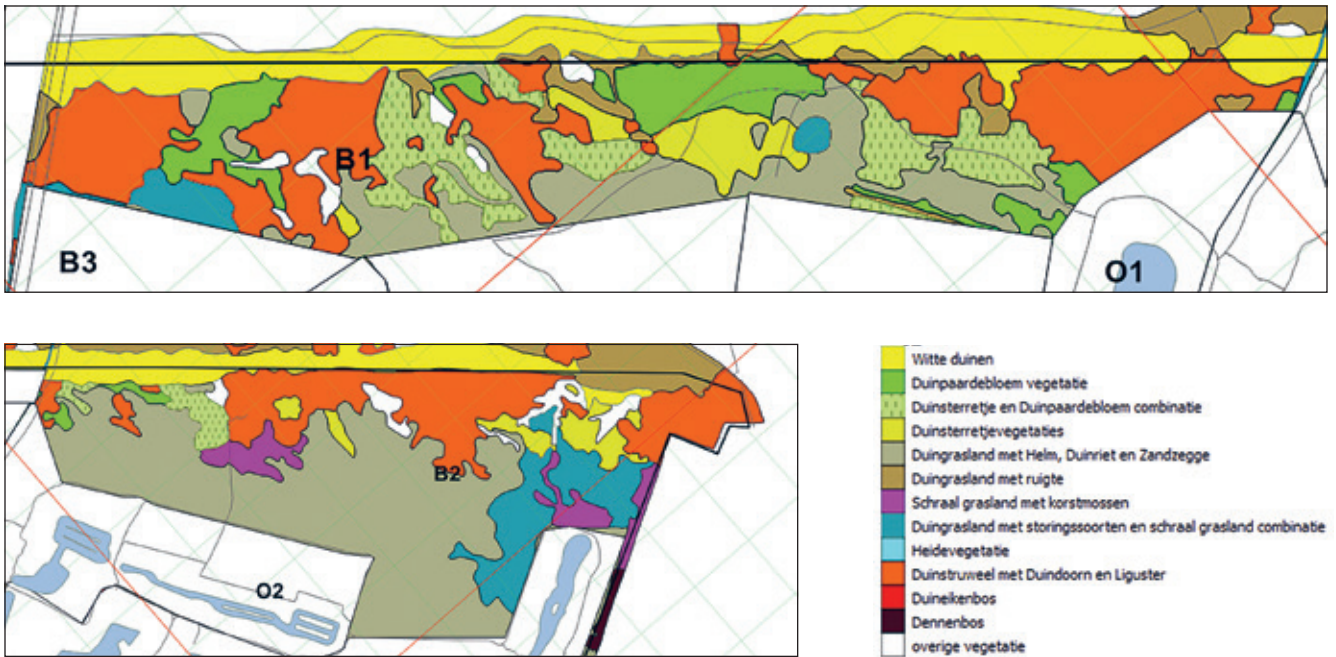 B1
B3
O1
B2
O2
Witte duinen
Duinpaardebloem vegetatie
Duinsterretje en Duinpaardebloem combinatie
Duinsterretjevegetaties
Duingrasland met Helm, Duinriet en Zandzegge
Duingrasland met ruigte
Schraal grasland met korstmossen
Duingrasland met storingssoorten en schraal grasland combinatie
Heidevegetatie
Duinstruweel met Duindoorn en Liguster
Duineikenbos
Dennenbos
overige vegetatie